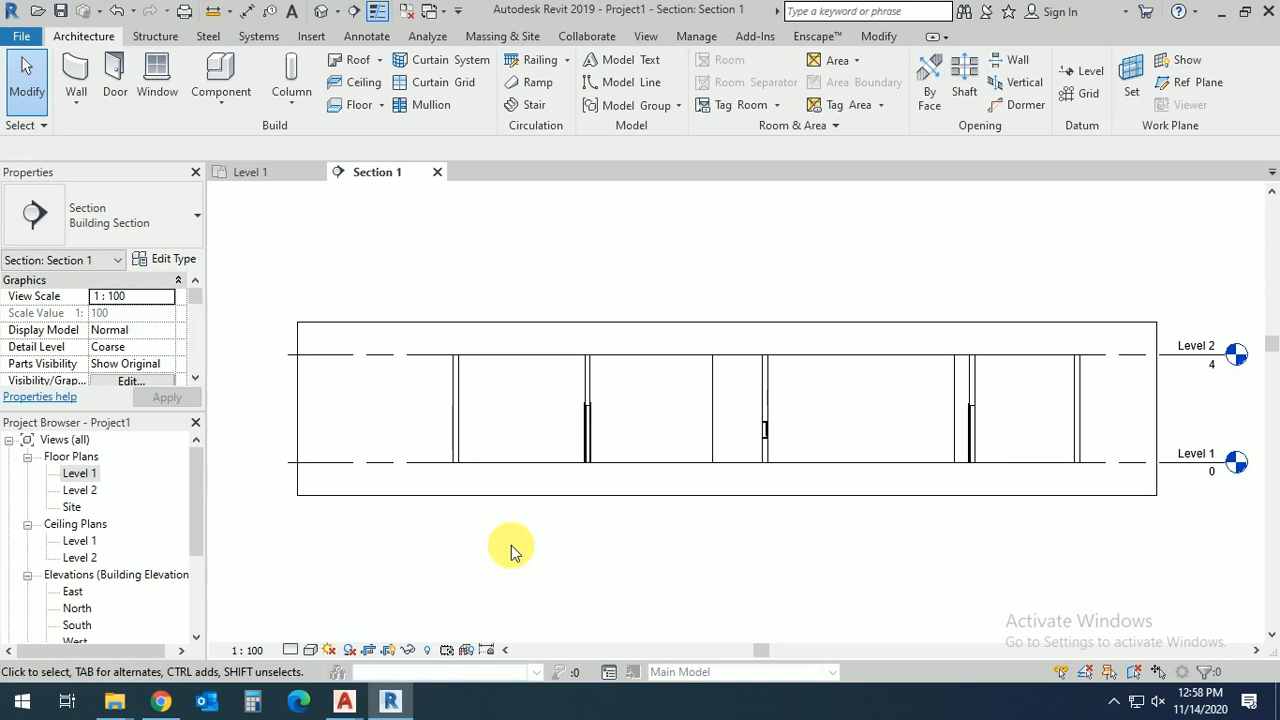 Autodesk Revit 2019 - Project1 - Section: Section 1
Type a keyword or phrase
Sign In
File
Architecture
Structure
Steel
Systems
Insert
Annotate
Analyze
Massing & Site
Collaborate
View
Manage
Add-Ins
Enscape™
Modify
Modify
Wall
Door
Window
Component
Column
Roof
Ceiling
Floor
Curtain System
Curtain Grid
Mullion
Railing
Ramp
Stair
Model Text
Model Line
Model Group
Room
Room Separator
Tag Room
Area
Area Boundary
Tag Area
By Face
Shaft
Wall
Vertical
Dormer
Level
Grid
Set
Show
Ref Plane
Viewer
Select
Build
Circulation
Model
Room & Area
Opening
Datum
Work Plane
Properties
Level 1
Section 1
Section
Building Section
Section: Section 1
Edit Type
Graphics
View Scale
1 : 100
Scale Value 1:
100
Display Model
Normal
Detail Level
Coarse
Parts Visibility
Show Original
Visibility/Grap...
Edit...
Properties help
Apply
Project Browser - Project1
Views (all)
Floor Plans
Level 1
Level 2
Site
Ceiling Plans
Level 1
Level 2
Elevations (Building Elevation
East
North
South
West
Level 2
4
Level 1
0
Activate Windows
Go to Settings to activate Windows.
1 : 100
Click to select, TAB for alternates, CTRL adds, SHIFT unselects.
:0
Main Model
:0
12:58 PM
11/14/2020